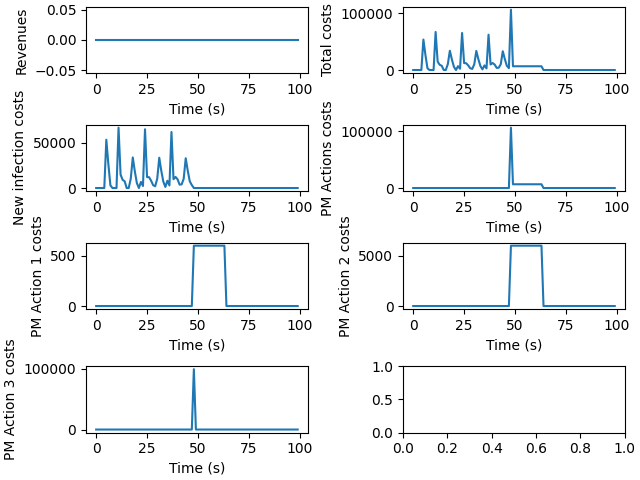 Revenues
0.05
0.00
−0.05
0 25 50 75 100
Time (s)
Total costs
100000
0
0 25 50 75 100
Time (s)
New infection costs
50000
0
0 25 50 75 100
Time (s)
PM Actions costs
100000
0
0 25 50 75 100
Time (s)
PM Action 1 costs
500
0
0 25 50 75 100
Time (s)
PM Action 2 costs
5000
0
0 25 50 75 100
Time (s)
PM Action 3 costs
100000
0
0 25 50 75 100
Time (s)
1.0
0.5
0.0
0.0 0.2 0.4 0.6 0.8 1.0